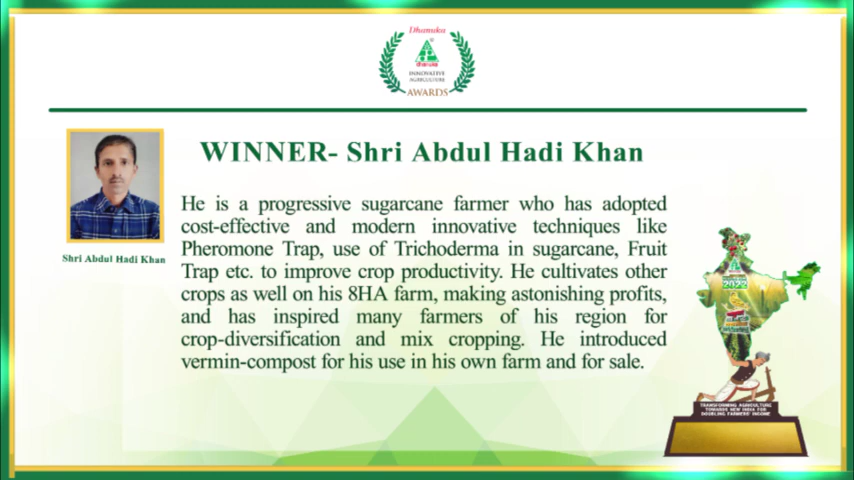 Dhanuka
INNOVATIVE
AGRICULTURE
AWARDS
WINNER- Shri Abdul Hadi Khan
Shri Abdul Hadi Khan
He is a progressive sugarcane farmer who has adopted
cost-effective and modern innovative techniques like
Pheromone Trap, use of Trichoderma in sugarcane, Fruit
Trap etc. to improve crop productivity. He cultivates other
crops as well on his 8HA farm, making astonishing profits,
and has inspired many farmers of his region for
crop-diversification and mix cropping. He introduced
vermin-compost for his use in his own farm and for sale.
2022
TRANSFORMING AGRICULTURE
TOWARDS NEW INDIA FOR
DOUBLING FARMERS' INCOME